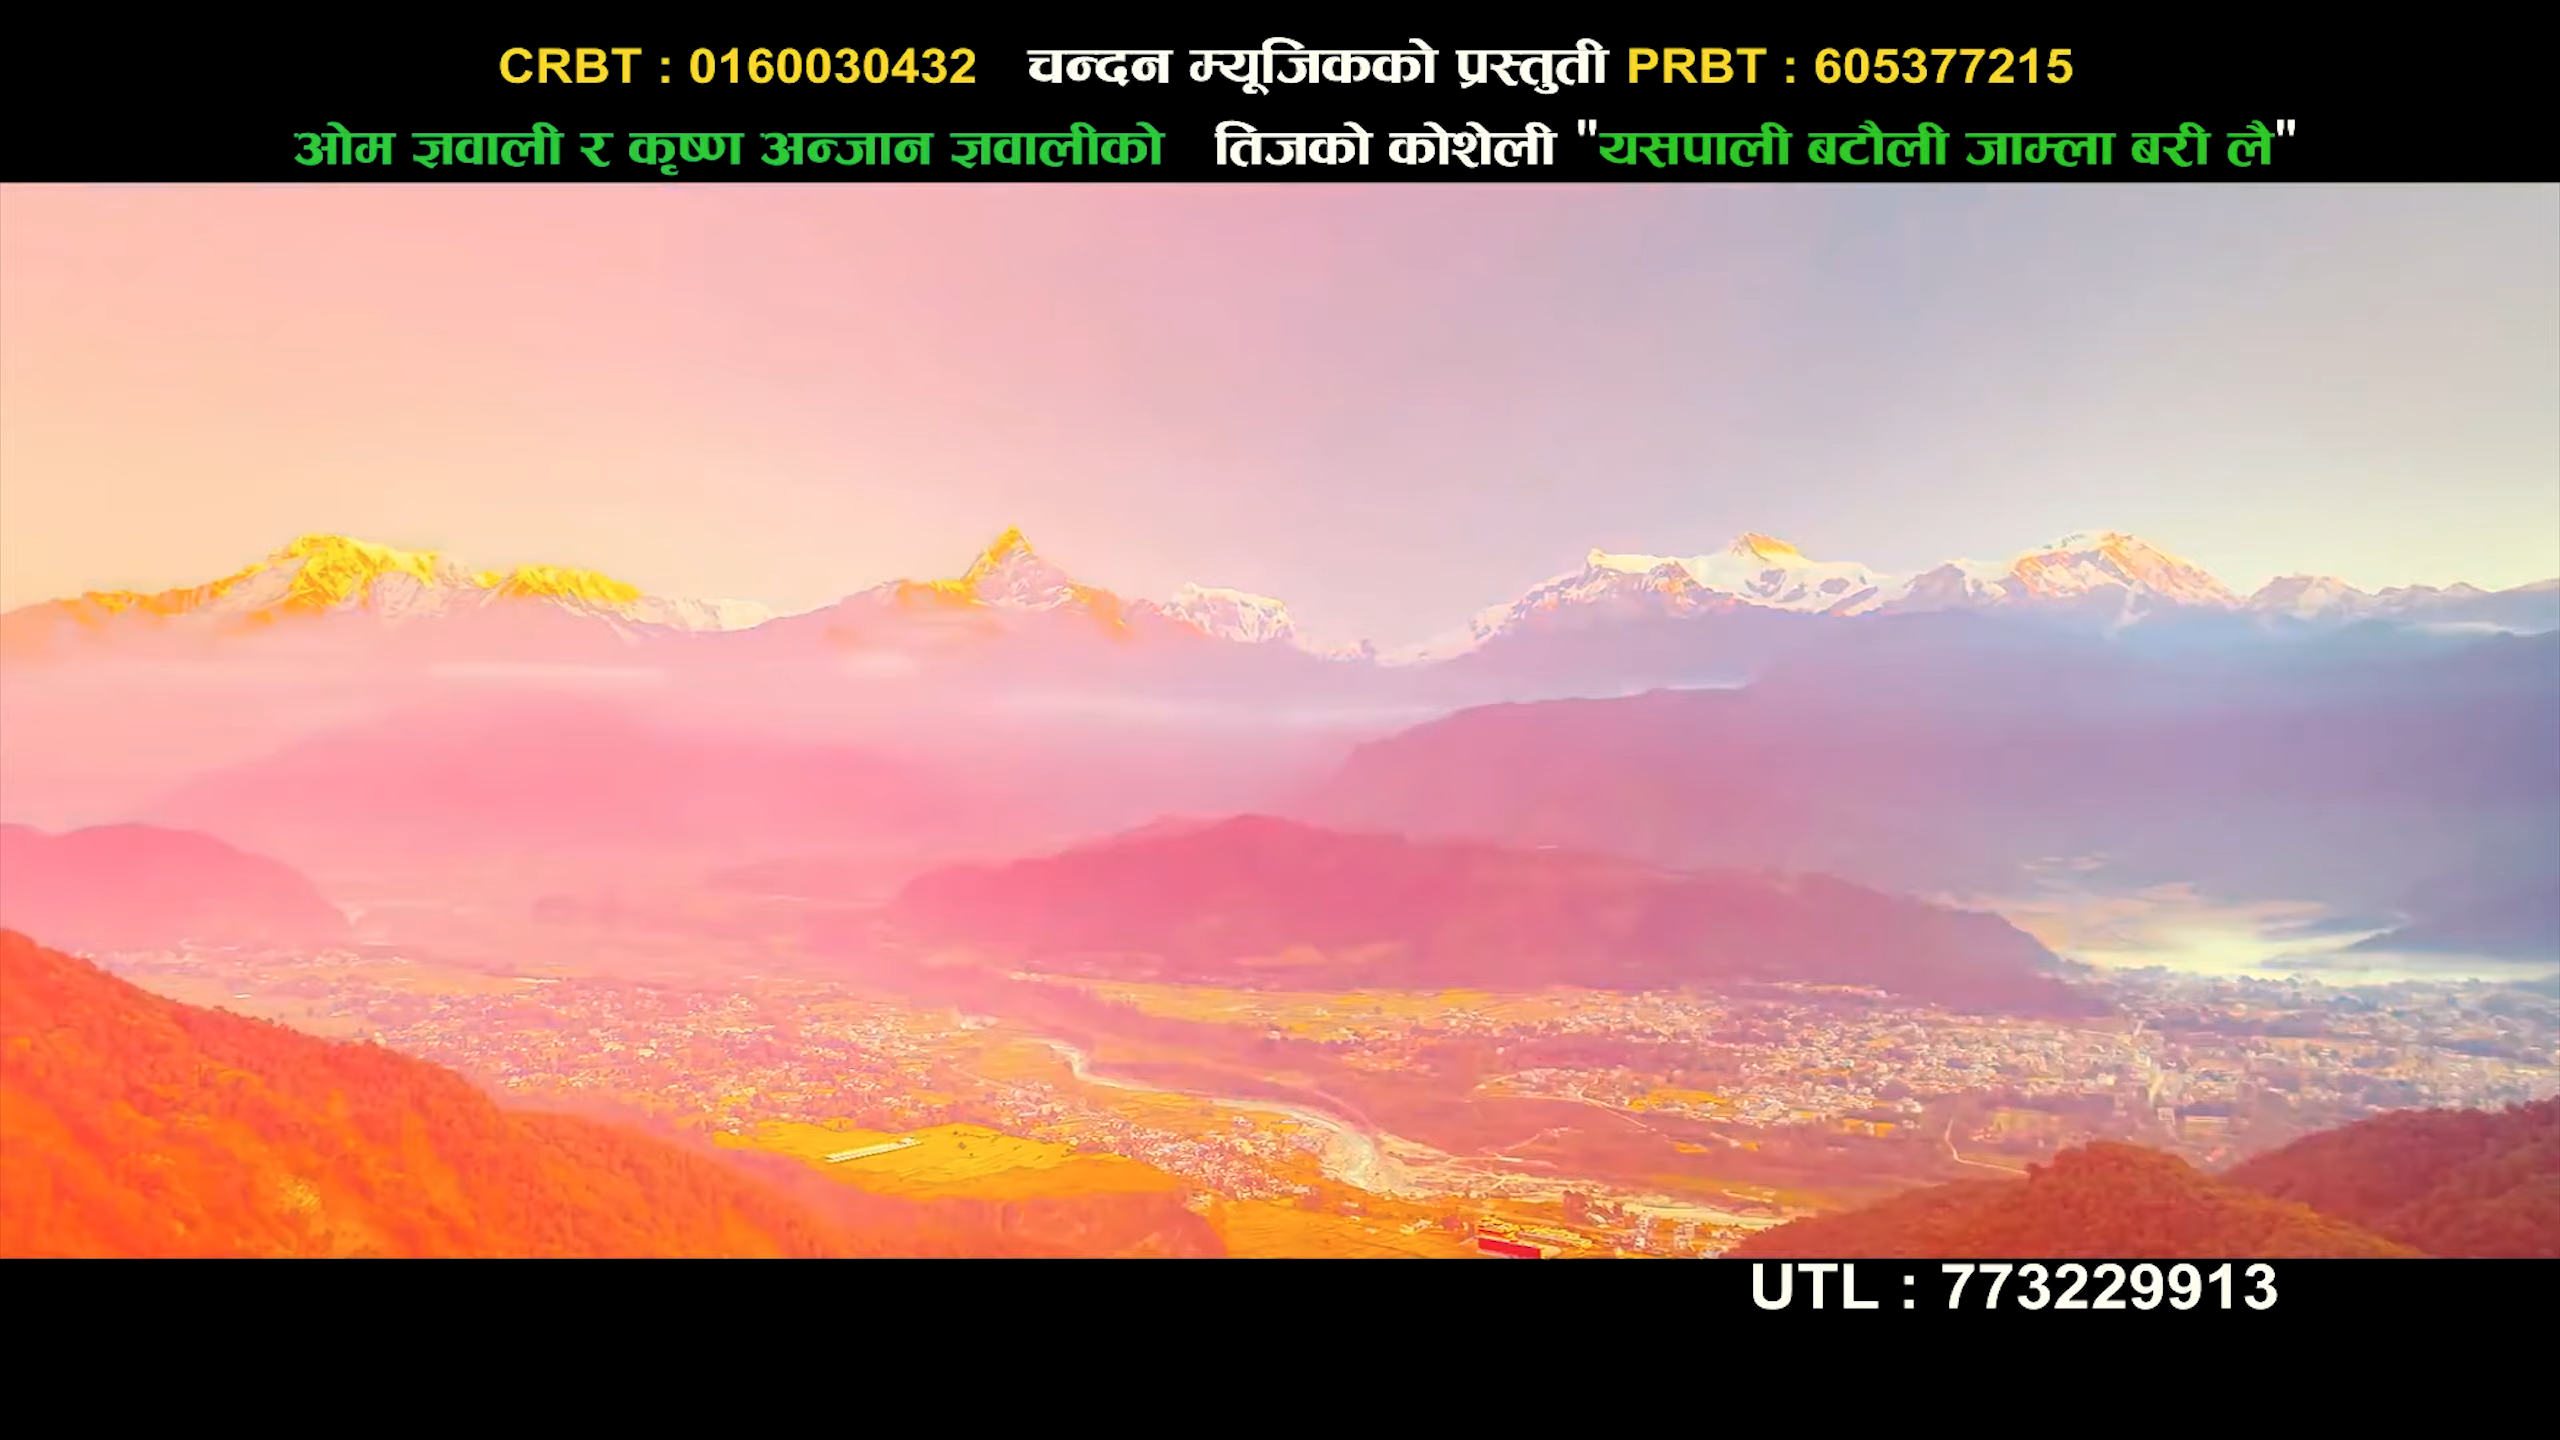 CRBT : 0160030432 चन्दन म्यूजिकको प्रस्तुती PRBT : 605377215
ओम ज्ञवाली र कृष्ण अन्जान ज्ञवालीको तिजको कोशेली "यसपाली बटौली जाम्ला बरी लै"
UTL : 773229913